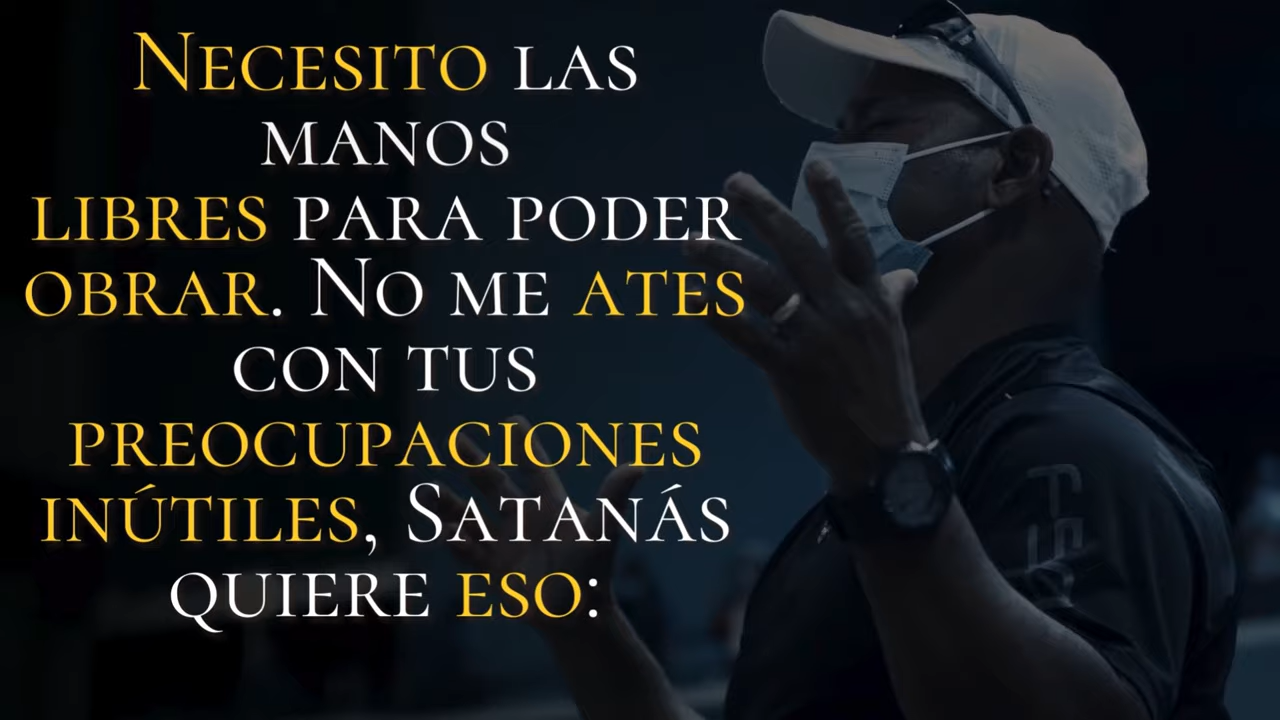 Necesito las
manos
libres para poder
obrar. No me ates
con tus
preocupaciones
inútiles, Satanás
quiere eso: